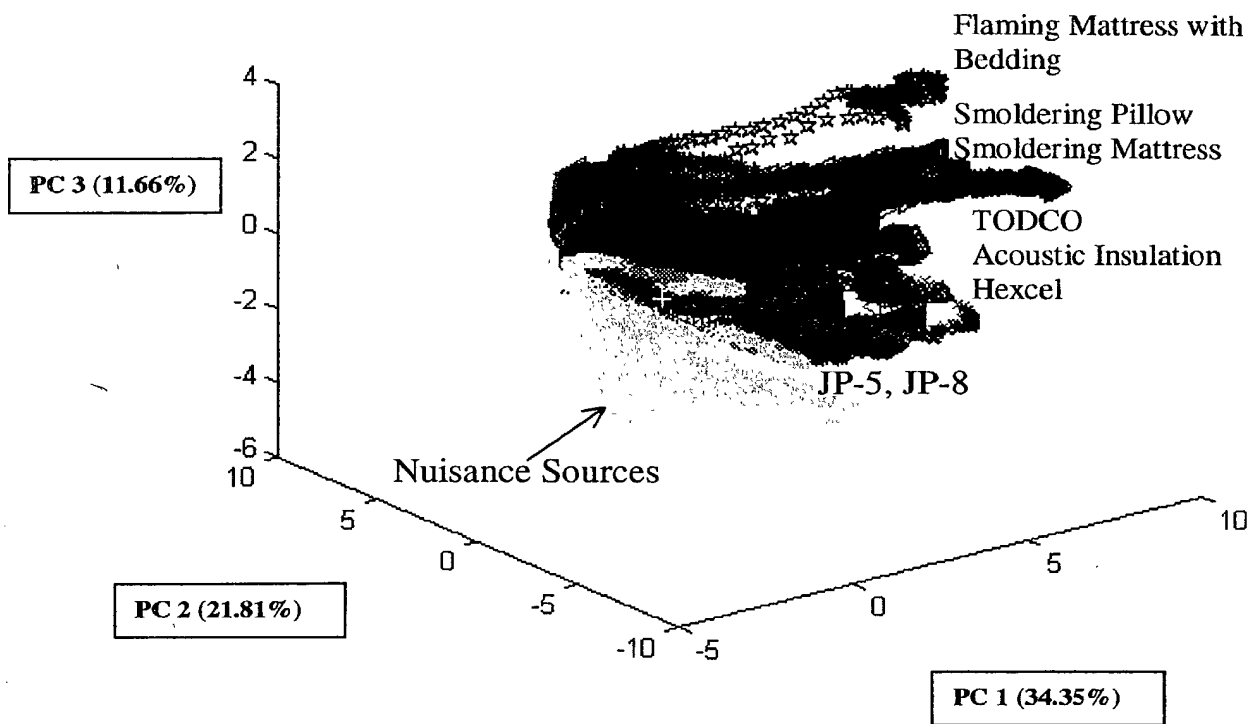 Flaming Mattress with
Bedding
Smoldering Pillow
Smoldering Mattress
TODCO
Acoustic Insulation
Hexcel
JP-5, JP-8
Nuisance Sources
4
2
0
-2
-4
-6
PC 3 (11.66%)
10
5
0
-5
-10
PC 2 (21.81%)
-5
0
5
10
PC 1 (34.35%)